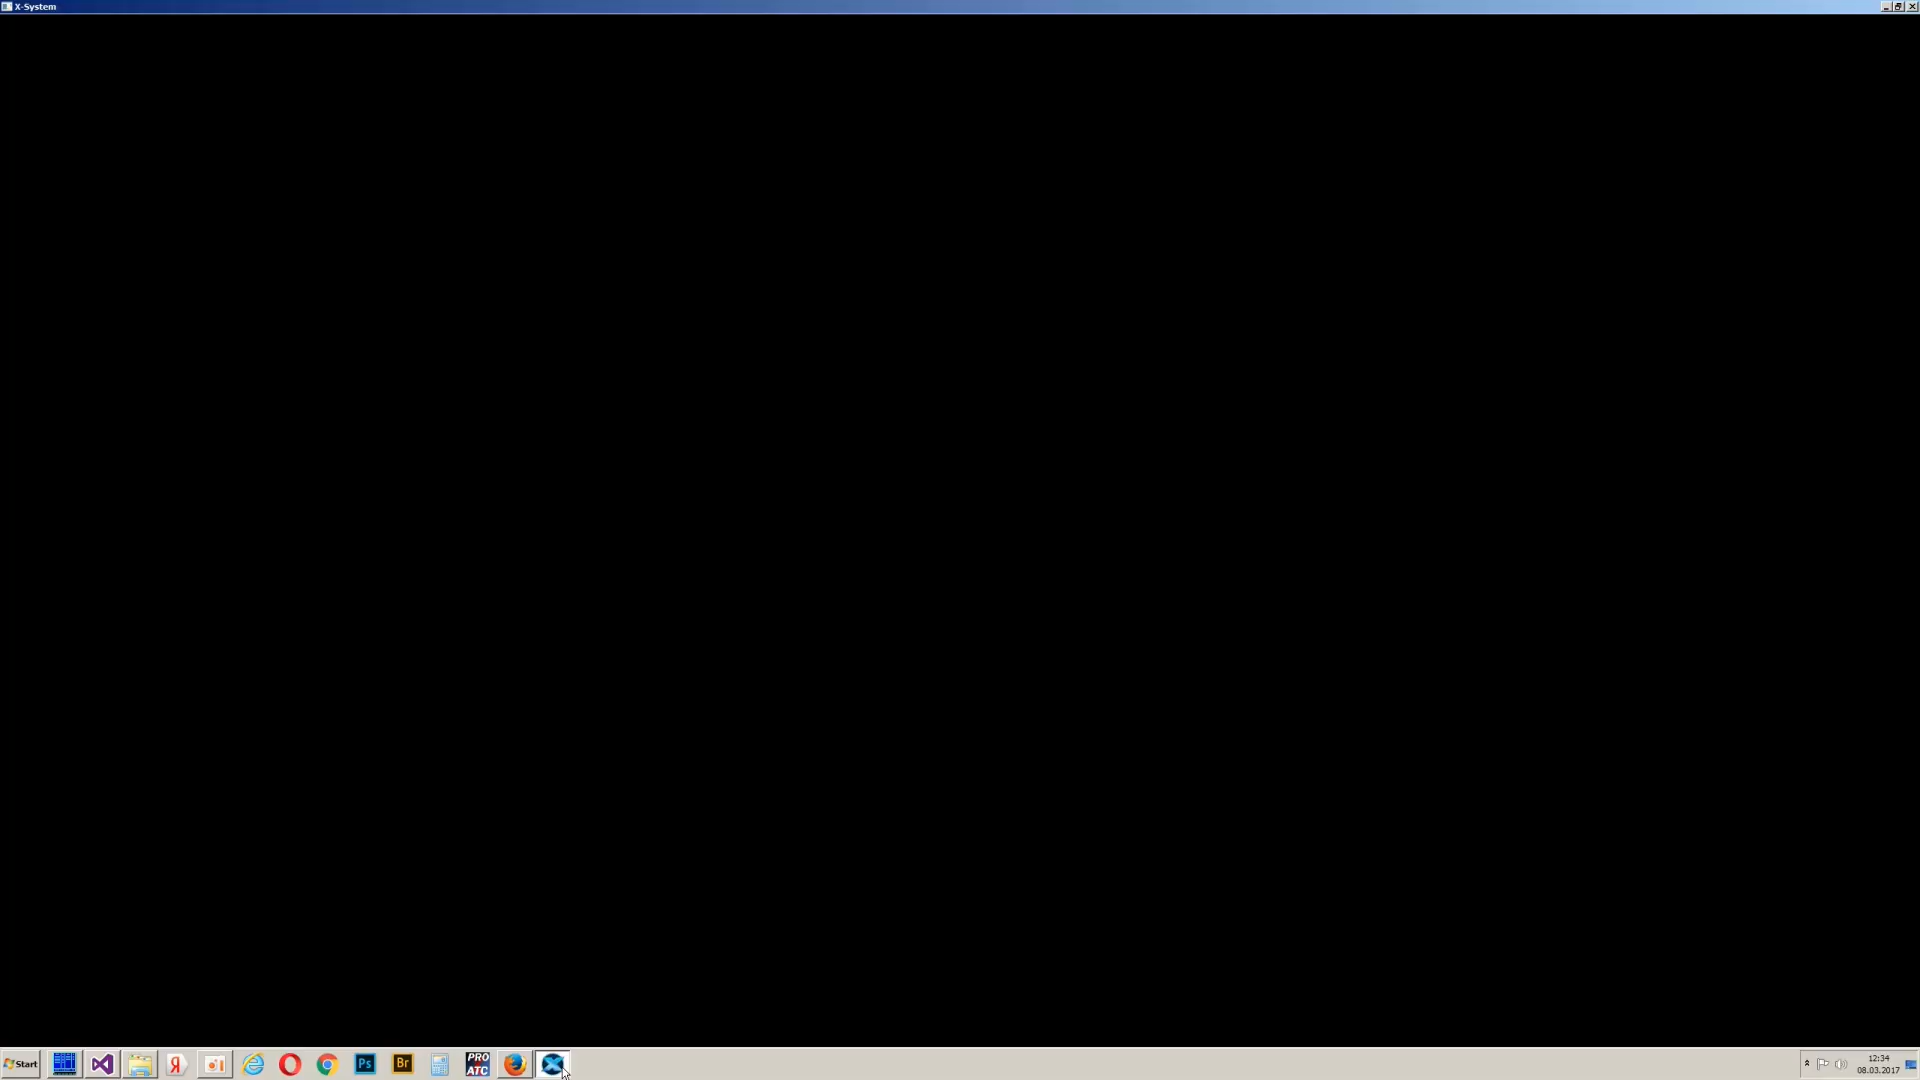 X-System
Start
Я
Ps
Br
PRO
ATC
12:34
08.03.2017